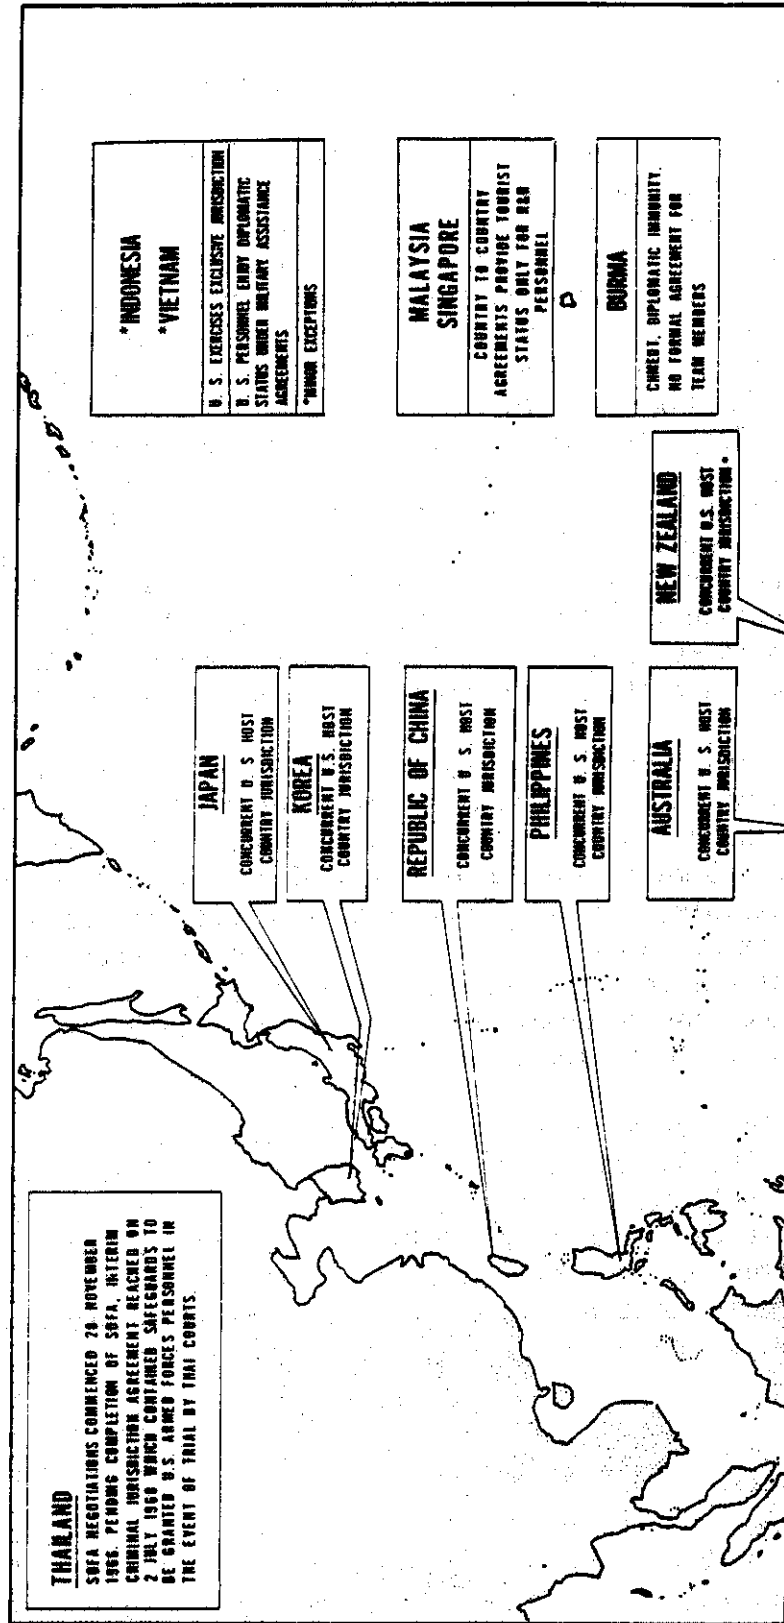 THAILAND
SOFA NEGOTIATIONS COMMENCED 28 NOVEMBER
1966. PENDING COMPLETION OF SOFA, INTERIM
CRIMINAL JURISDICTION AGREEMENT REACHED ON
2 JULY 1968 WHICH CONTAINED SAFEGUARDS TO
BE GRANTED U.S. ARMED FORCES PERSONNEL IN
THE EVENT OF TRIAL BY THAI COURTS.
JAPAN
CONCURRENT U. S HOST
COUNTRY JURISDICTION
KOREA
CONCURRENT U.S. HOST
COUNTRY JURISDICTION
REPUBLIC OF CHINA
CONCURRENT U. S. HOST
COUNTRY JURISDICTION
PHILIPPINES
CONCURRENT U. S. HOST
COUNTRY JURISDICTION
AUSTRALIA
CONCURRENT U. S. HOST
COUNTRY JURISDICTION
NEW ZEALAND
CONCURRENT U.S. HOST
COUNTRY JURISDICTION
*INDONESIA
*VIETNAM
U. S. EXERCISES EXCLUSIVE JURISDICTION
U. S. PERSONNEL ENJOY DIPLOMATIC
STATUS UNDER MILITARY ASSISTANCE
AGREEMENTS
*MINOR EXCEPTIONS
MALAYSIA
SINGAPORE
COUNTRY TO COUNTRY
AGREEMENTS PROVIDE TOURIST
STATUS ONLY FOR R&R
PERSONNEL
BURMA
DIPLOMATIC IMMUNITY.
NO FORMAL AGREEMENT FOR
TEAM MEMBERS